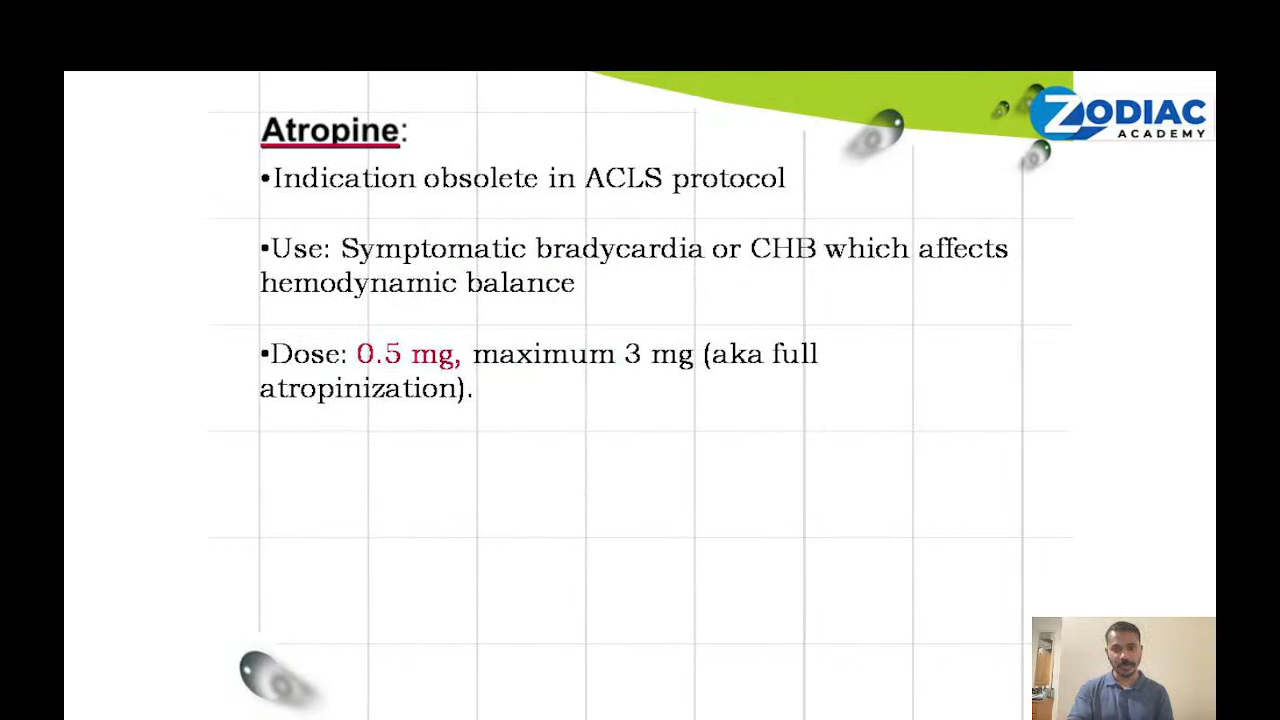 ZODIAC
ACADEMY
Atropine:
•Indication obsolete in ACLS protocol
•Use: Symptomatic bradycardia or CHB which affects
hemodynamic balance
•Dose: 0.5 mg, maximum 3 mg (aka full
atropinization).